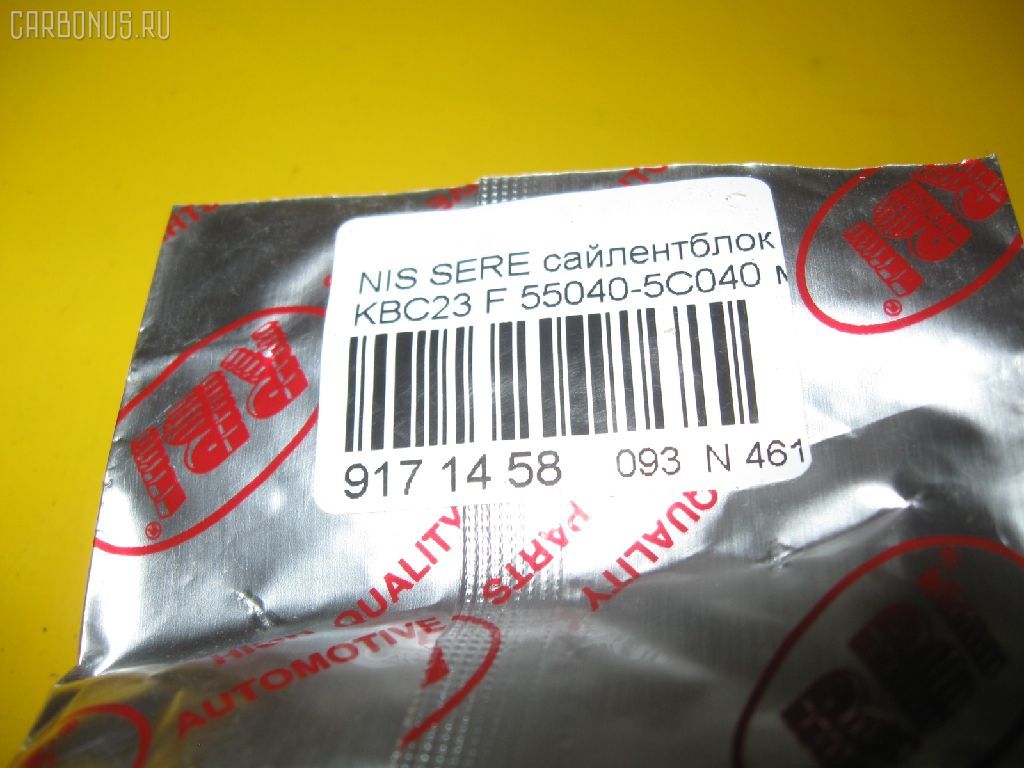 CARBONUS.RU
NIS SERE сайлентблок
KBC23 F 55040-5C040
917 14 58 093 N 461
HIGH QUALITY
AUTOMOTIVE PARTS
QUALITY